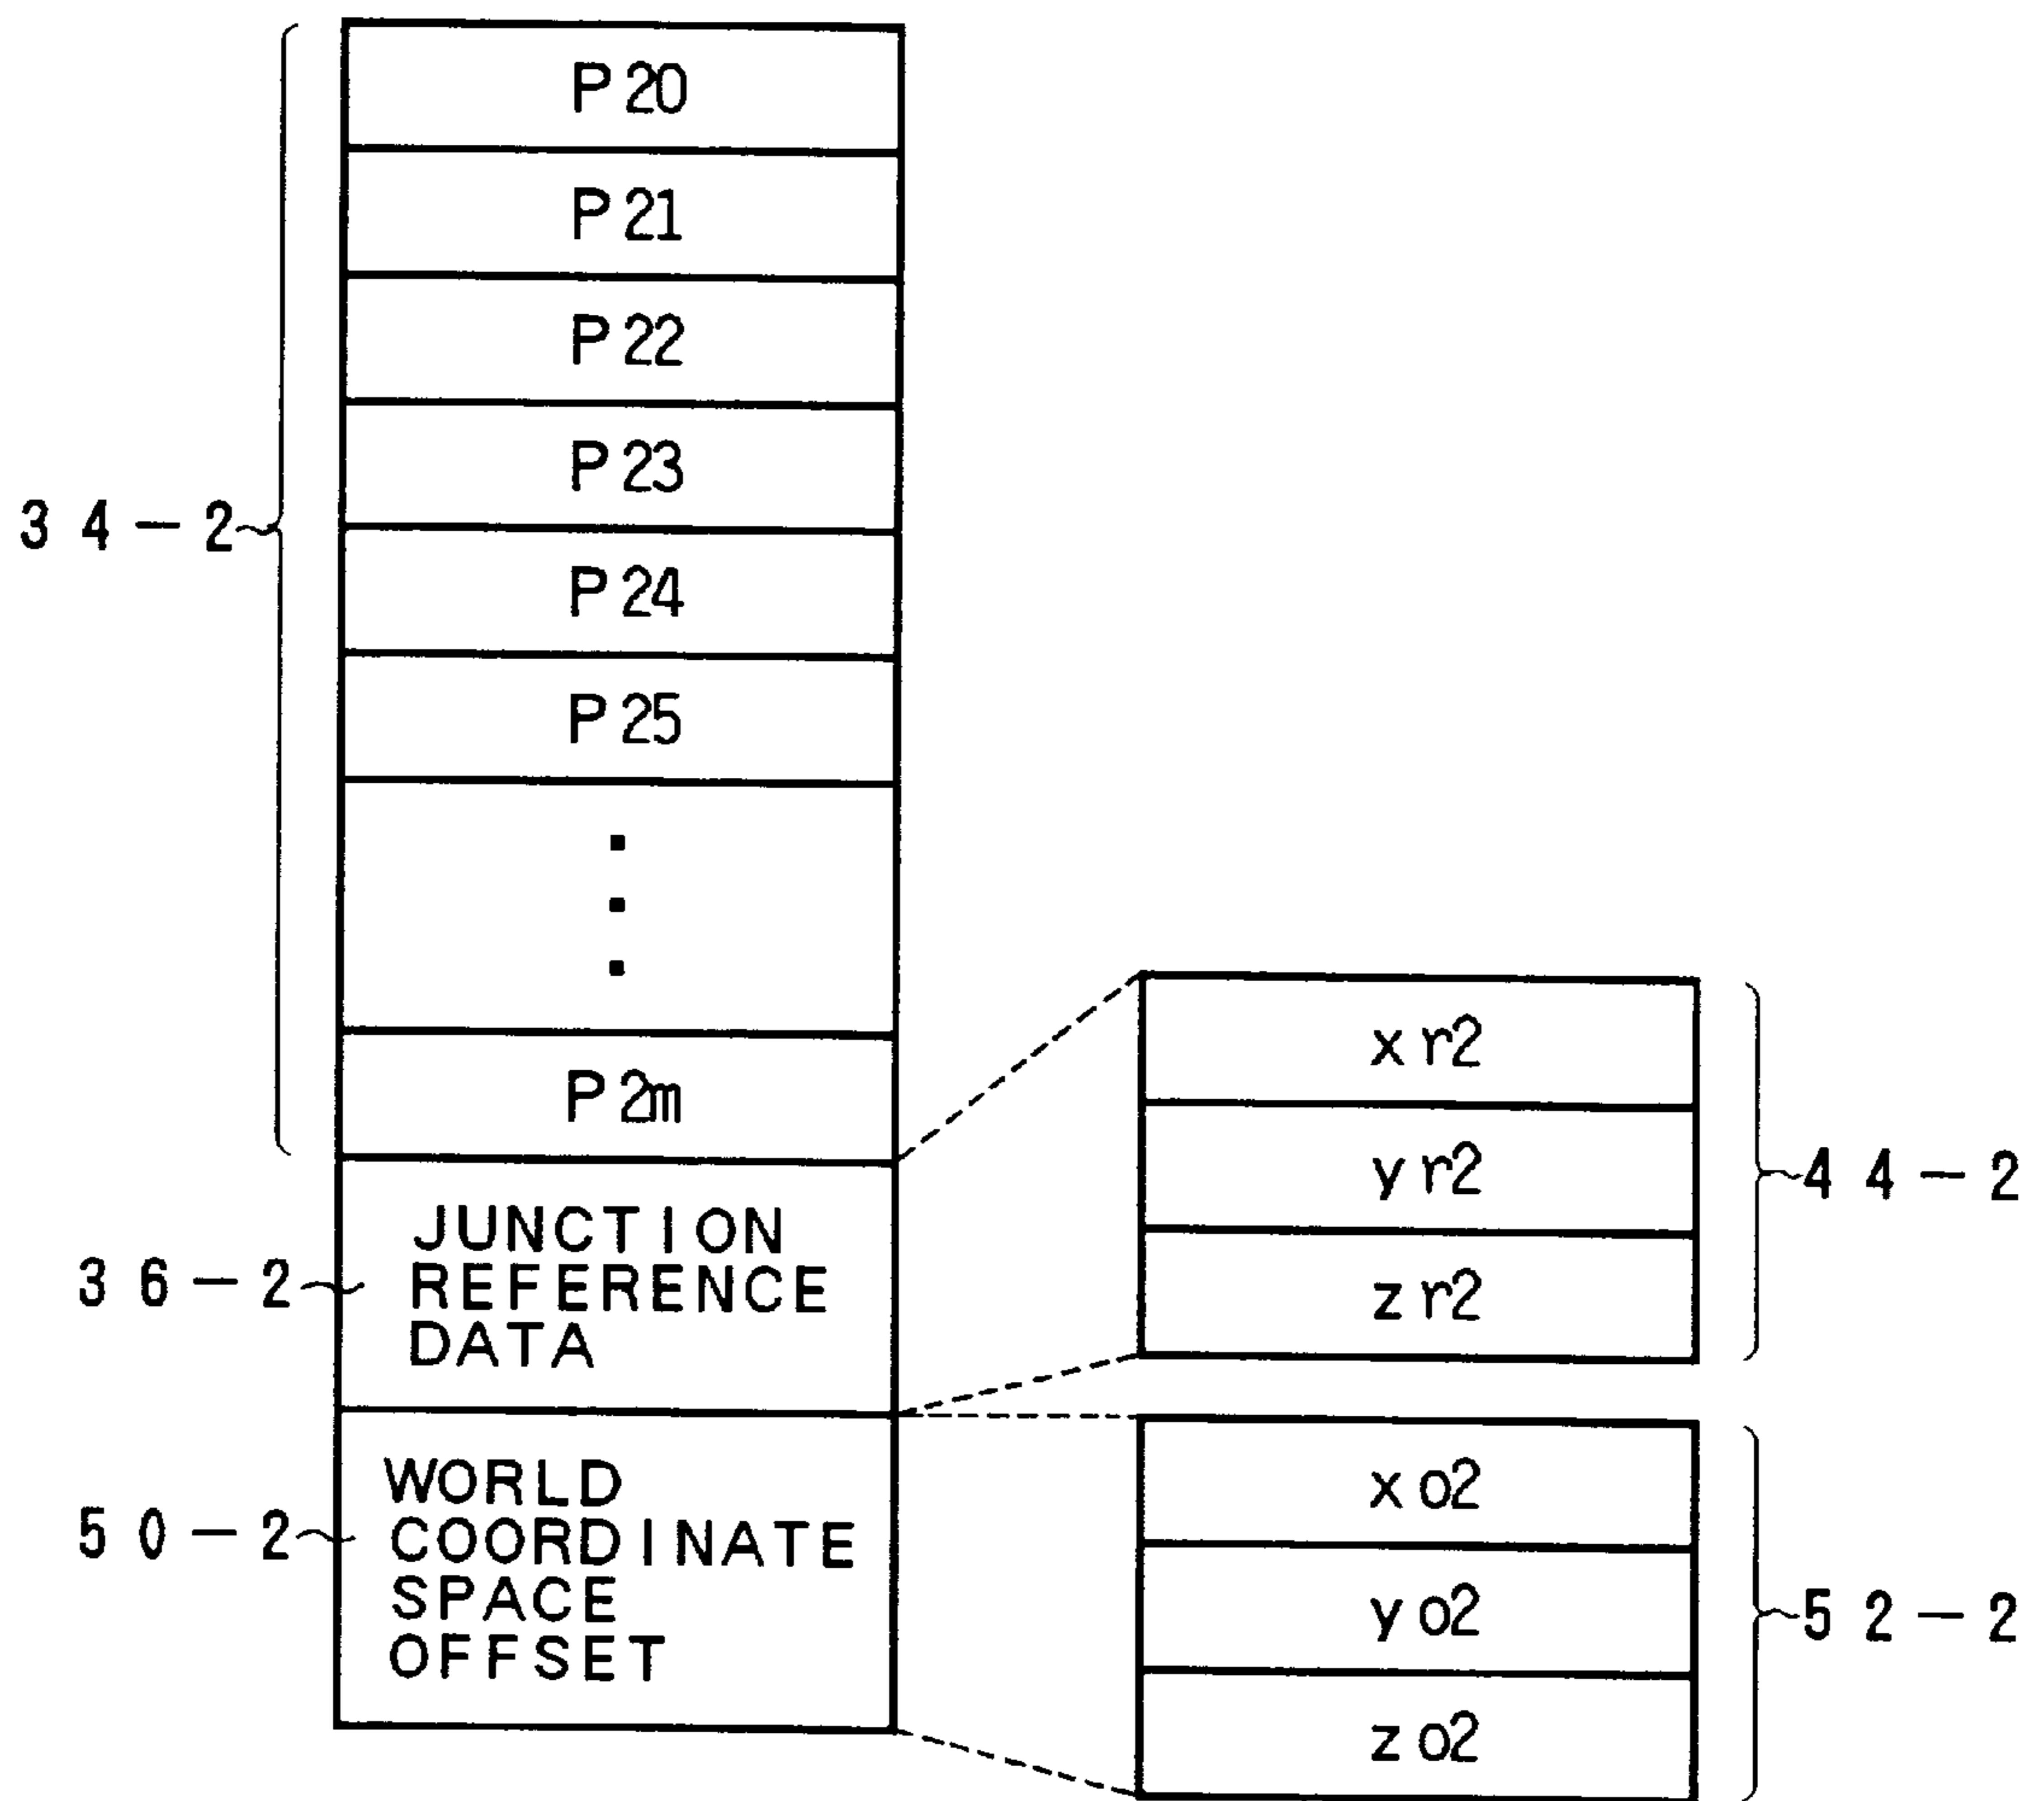 P20
P21
P22
P23
34-2
P24
P25
P2m
xr2
yr2
44-2
zr2
36-2
JUNCTION
REFERENCE
DATA
50-2
WORLD
COORDINATE
SPACE
OFFSET
xo2
yo2
52-2
zo2